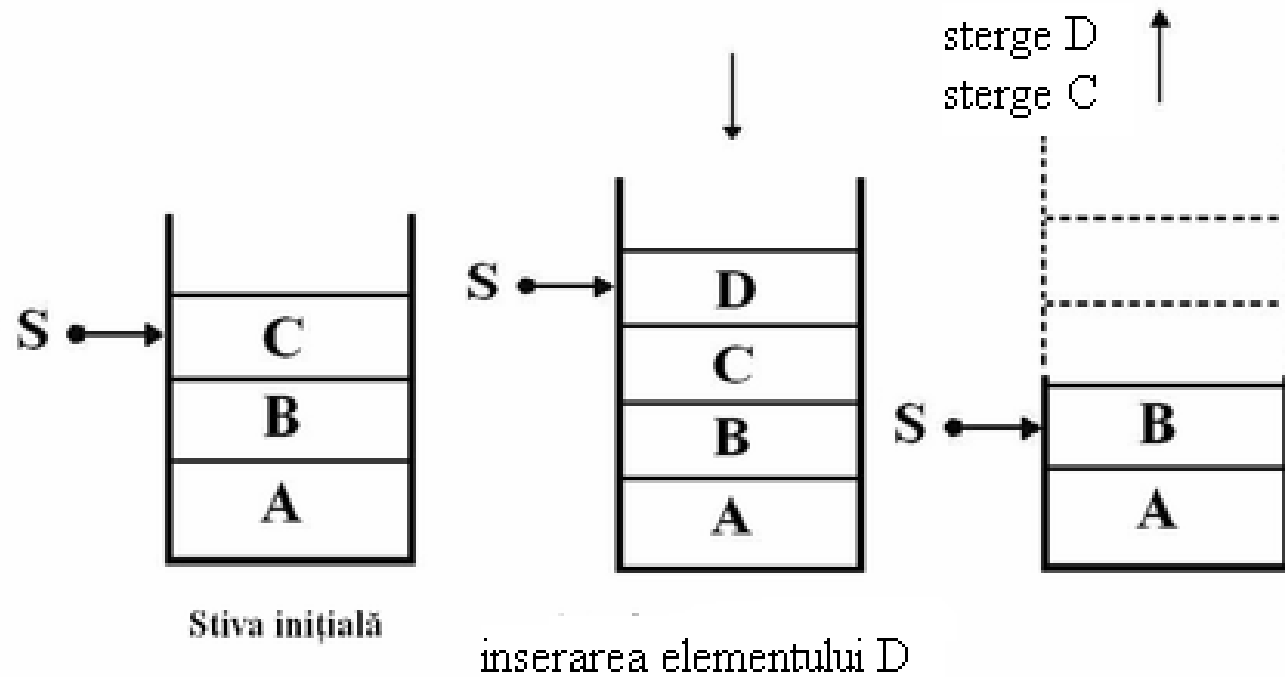 S
C
B
A
Stiva inițială
S
D
C
B
A
inserarea elementului D
sterge D
sterge C
S
B
A